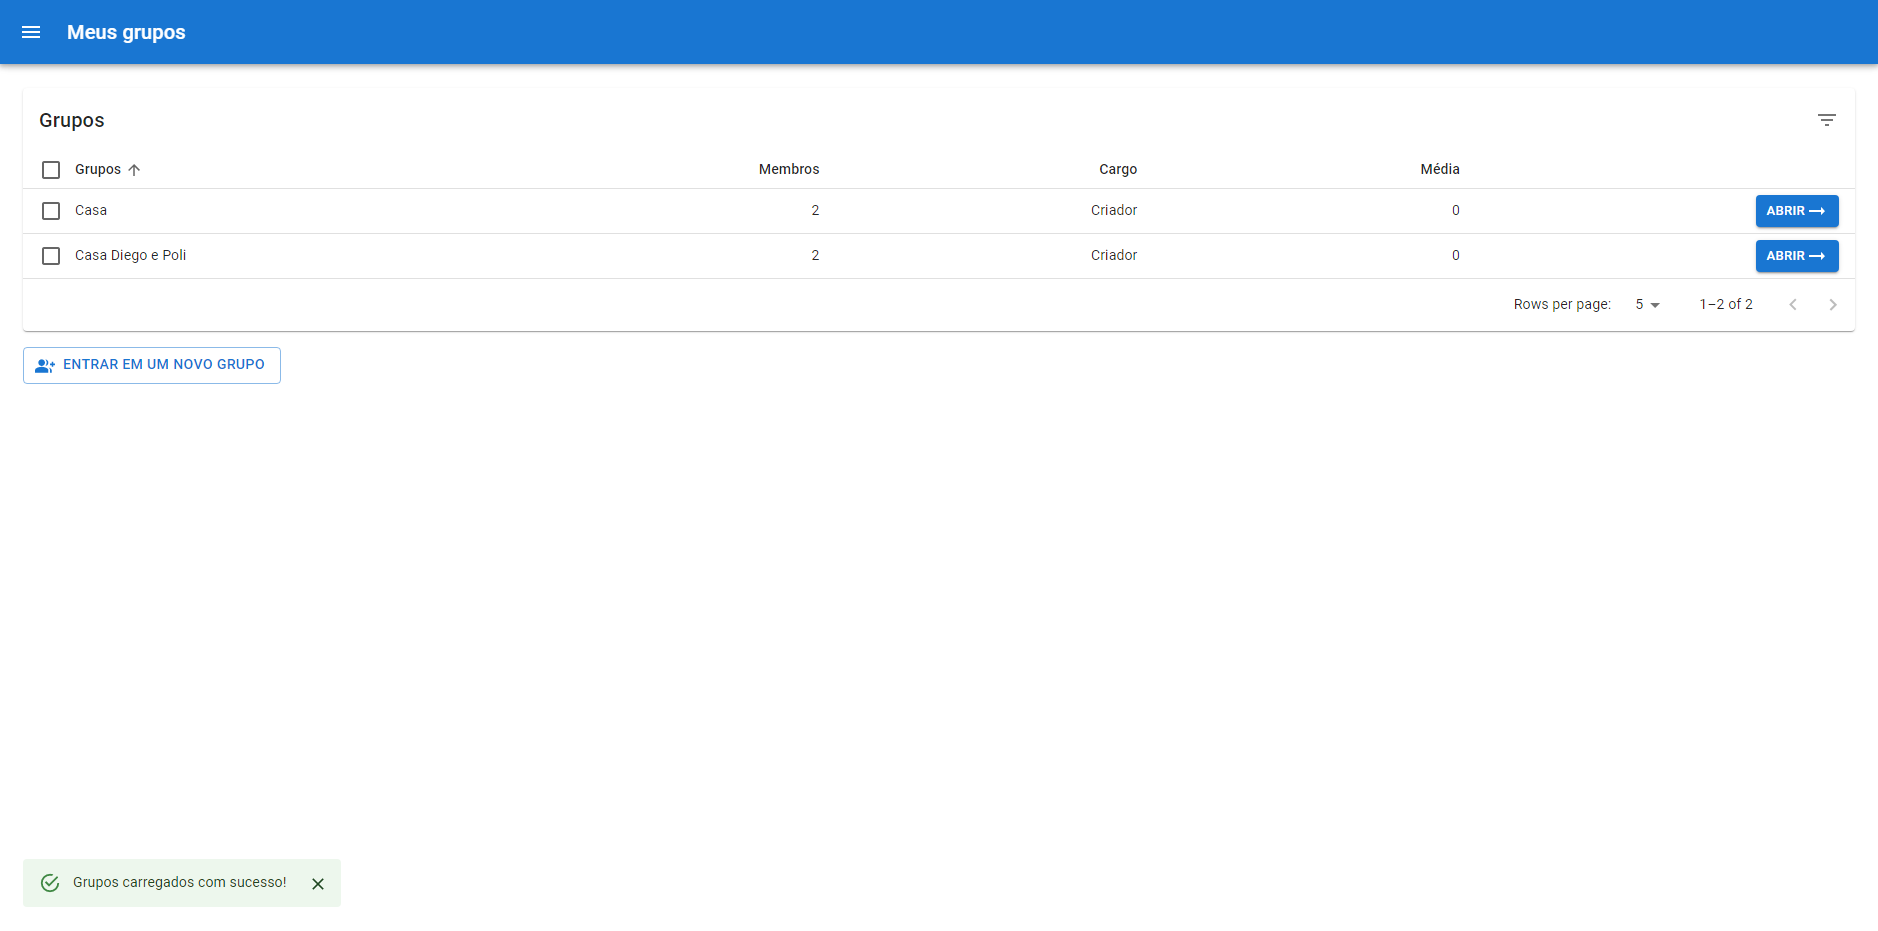 Meus grupos
Grupos
Grupos Membros Cargo Média
Casa 2 Criador 0 ABRIR
Casa Diego e Poli 2 Criador 0 ABRIR
Rows per page: 5 1–2 of 2
ENTRAR EM UM NOVO GRUPO
Grupos carregados com sucesso!